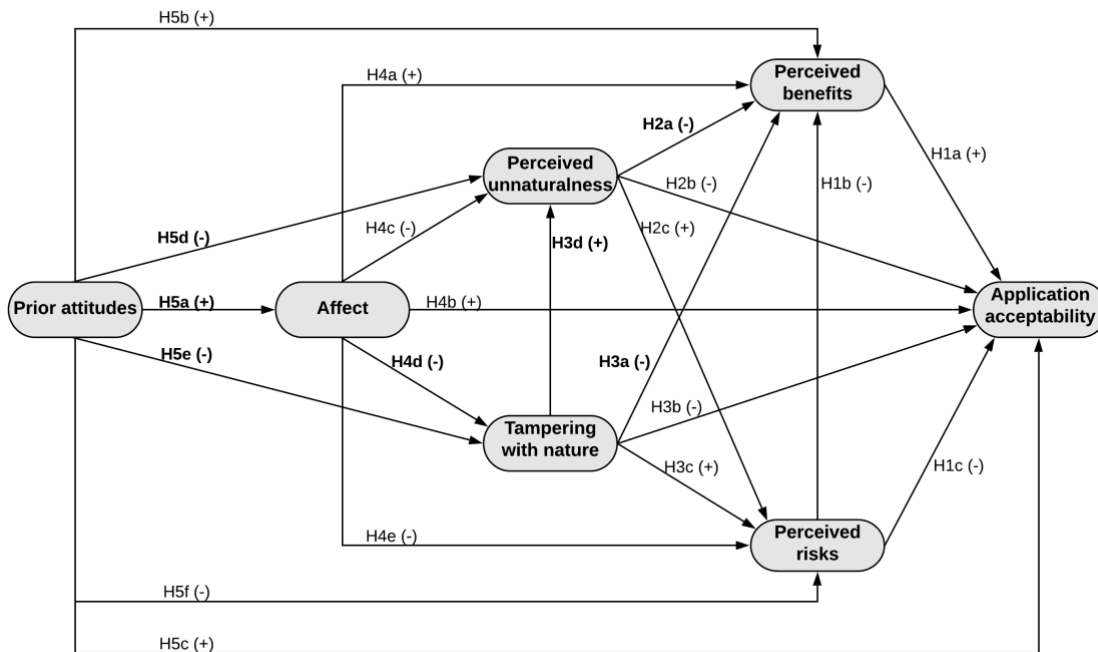 H5b (+)
H4a (+)
Perceived
benefits
H2a (-)
H1a (+)
Perceived
unnaturalness
H2b (-)
H1b (-)
H4c (-)
H2c (+)
H5d (-)
H3d (+)
Prior attitudes
H5a (+)
Affect
H4b (+)
Application
acceptability
H5e (-)
H4d (-)
H3a (-)
H3b (-)
Tampering
with nature
H3c (+)
H1c (-)
H4e (-)
Perceived
risks
H5f (-)
H5c (+)